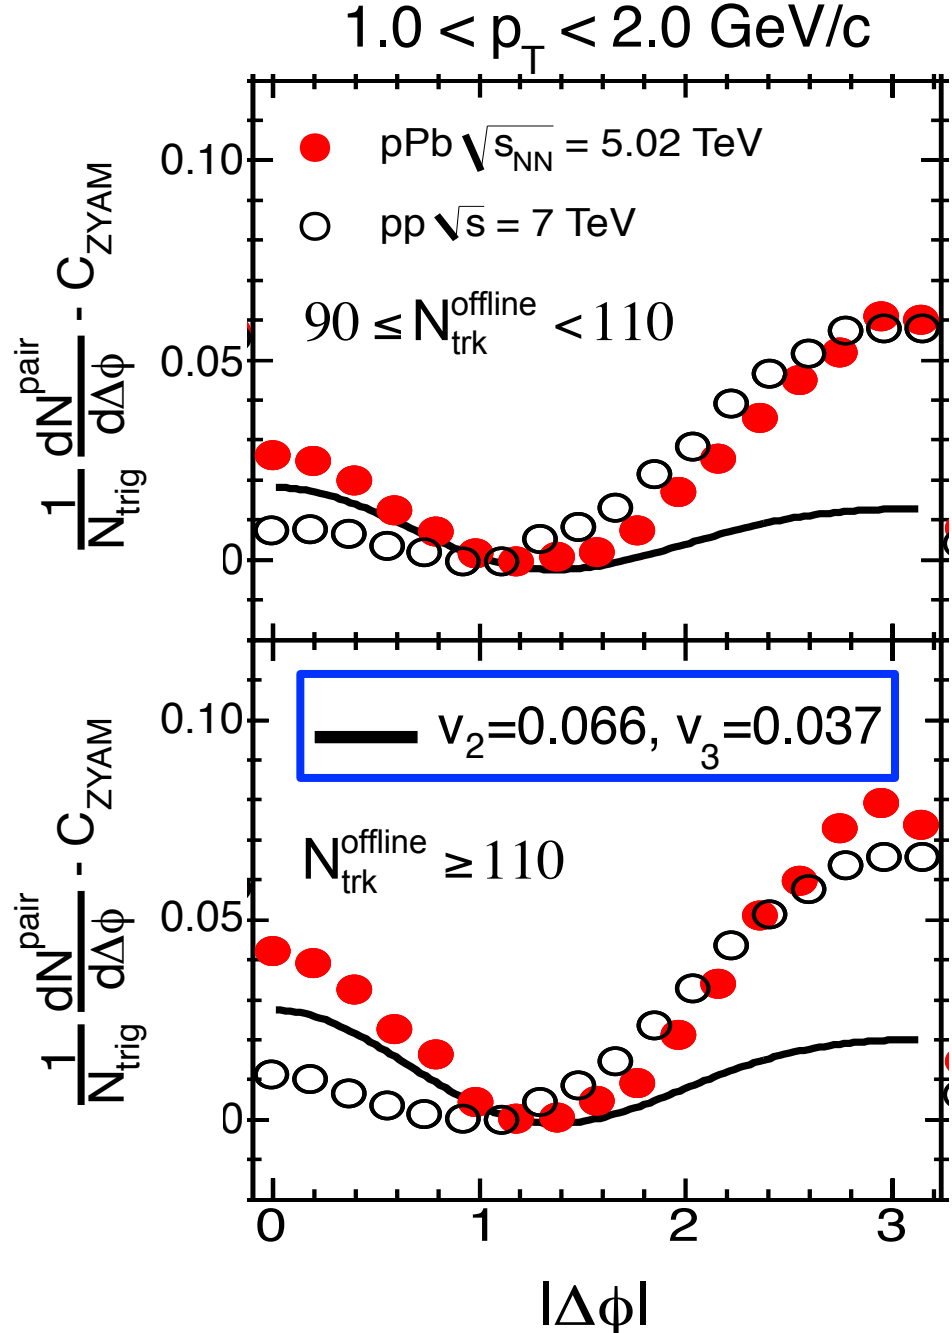 1.0 < p_T < 2.0 GeV/c
pPb √s_NN = 5.02 TeV
pp √s = 7 TeV
90 ≤ N_trk^offline < 110
0.10
0.05
0
1/N_trig dN^pair/dΔϕ - C_ZYAM
v_2=0.066, v_3=0.037
N_trk^offline ≥ 110
0.10
0.05
0
1/N_trig dN^pair/dΔϕ - C_ZYAM
0 1 2 3
|Δϕ|